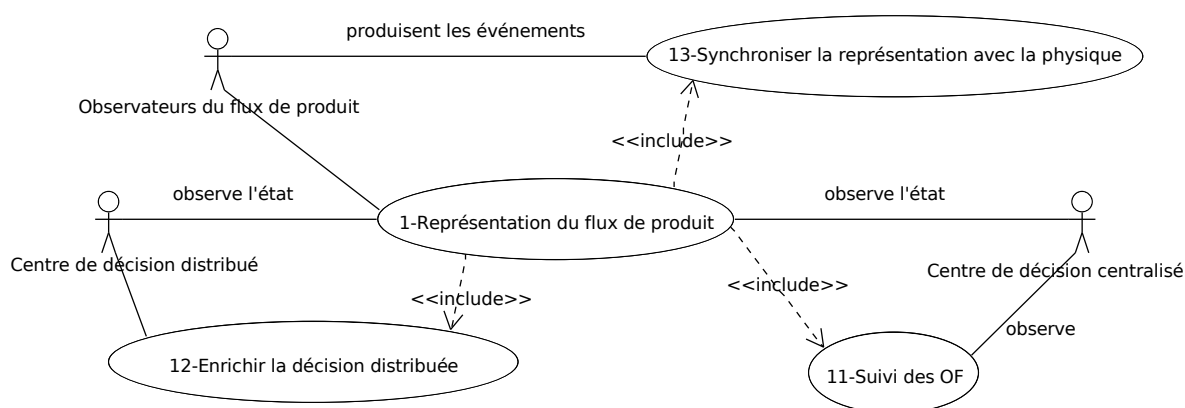 produisent les événements
13-Synchroniser la représentation avec la physique
Observateurs du flux de produit
<<include>>
observe l'état
observe l'état
1-Représentation du flux de produit
Centre de décision distribué
Centre de décision centralisé
<<include>>
<<include>>
observe
12-Enrichir la décision distribuée
11-Suivi des OF